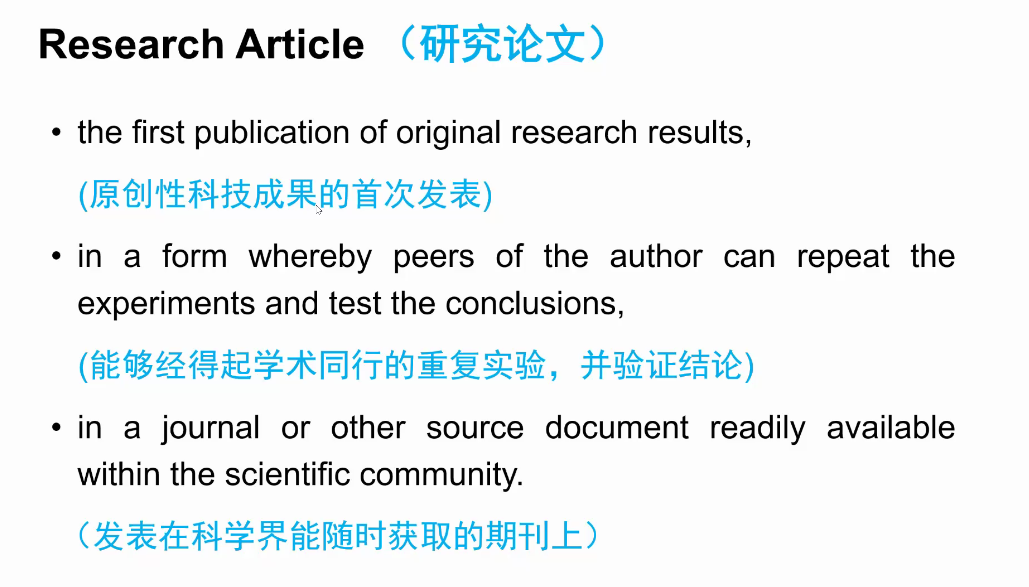 Research Article （研究论文）
• the first publication of original research results,
(原创性科技成果的首次发表)
• in a form whereby peers of the author can repeat the
experiments and test the conclusions,
(能够经得起学术同行的重复实验，并验证结论)
• in a journal or other source document readily available
within the scientific community.
（发表在科学界能随时获取的期刊上）